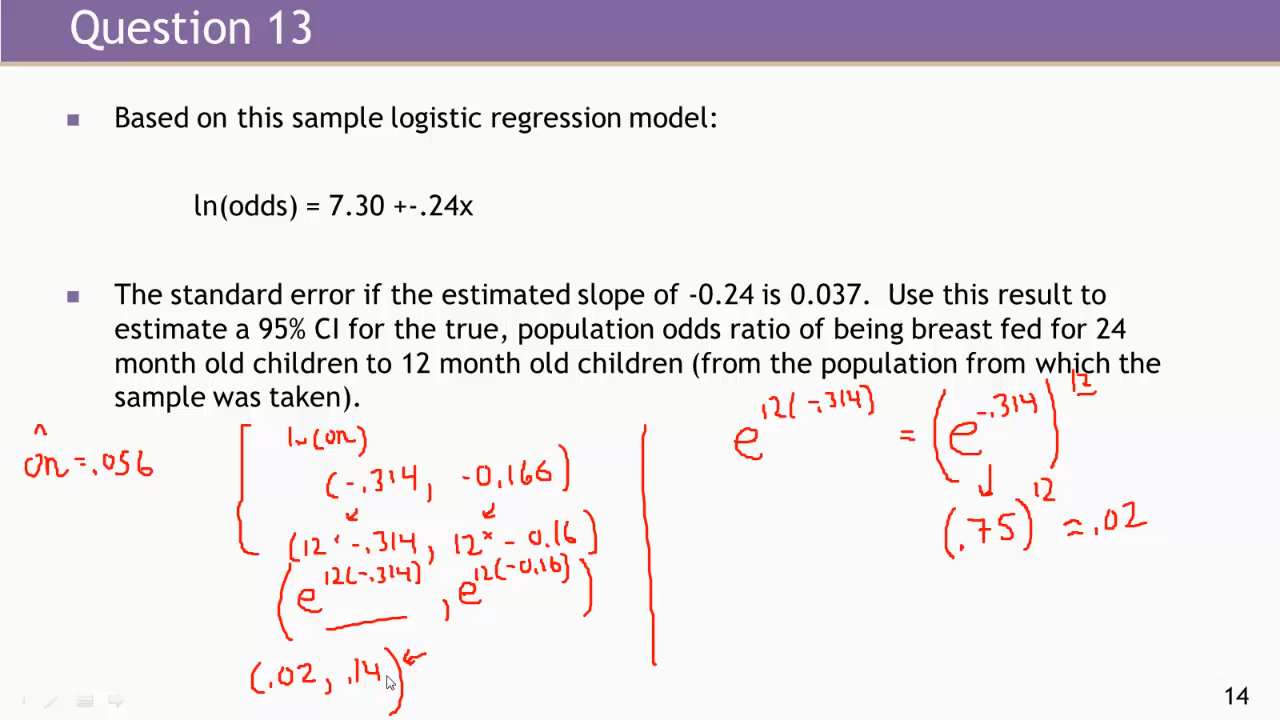 Question 13
Based on this sample logistic regression model:
ln(odds) = 7.30 +-.24x
The standard error if the estimated slope of -0.24 is 0.037. Use this result to
estimate a 95% CI for the true, population odds ratio of being breast fed for 24
month old children to 12 month old children (from the population from which the
sample was taken).
e^12(-.314) = (e^-.314)^12
ln(OR)
ÔR = .056
(-.314, -0.166)
(.75)^12 ≈ .02
(12 * -.314, 12 * -0.16)
(e^12(-.314), e^12(-0.16))
(.02, .14)
14